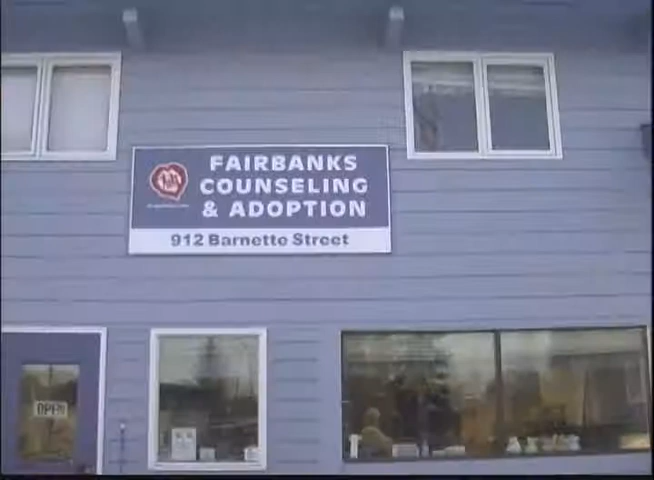 FAIRBANKS
COUNSELING
& ADOPTION
912 Barnette Street
OPEN